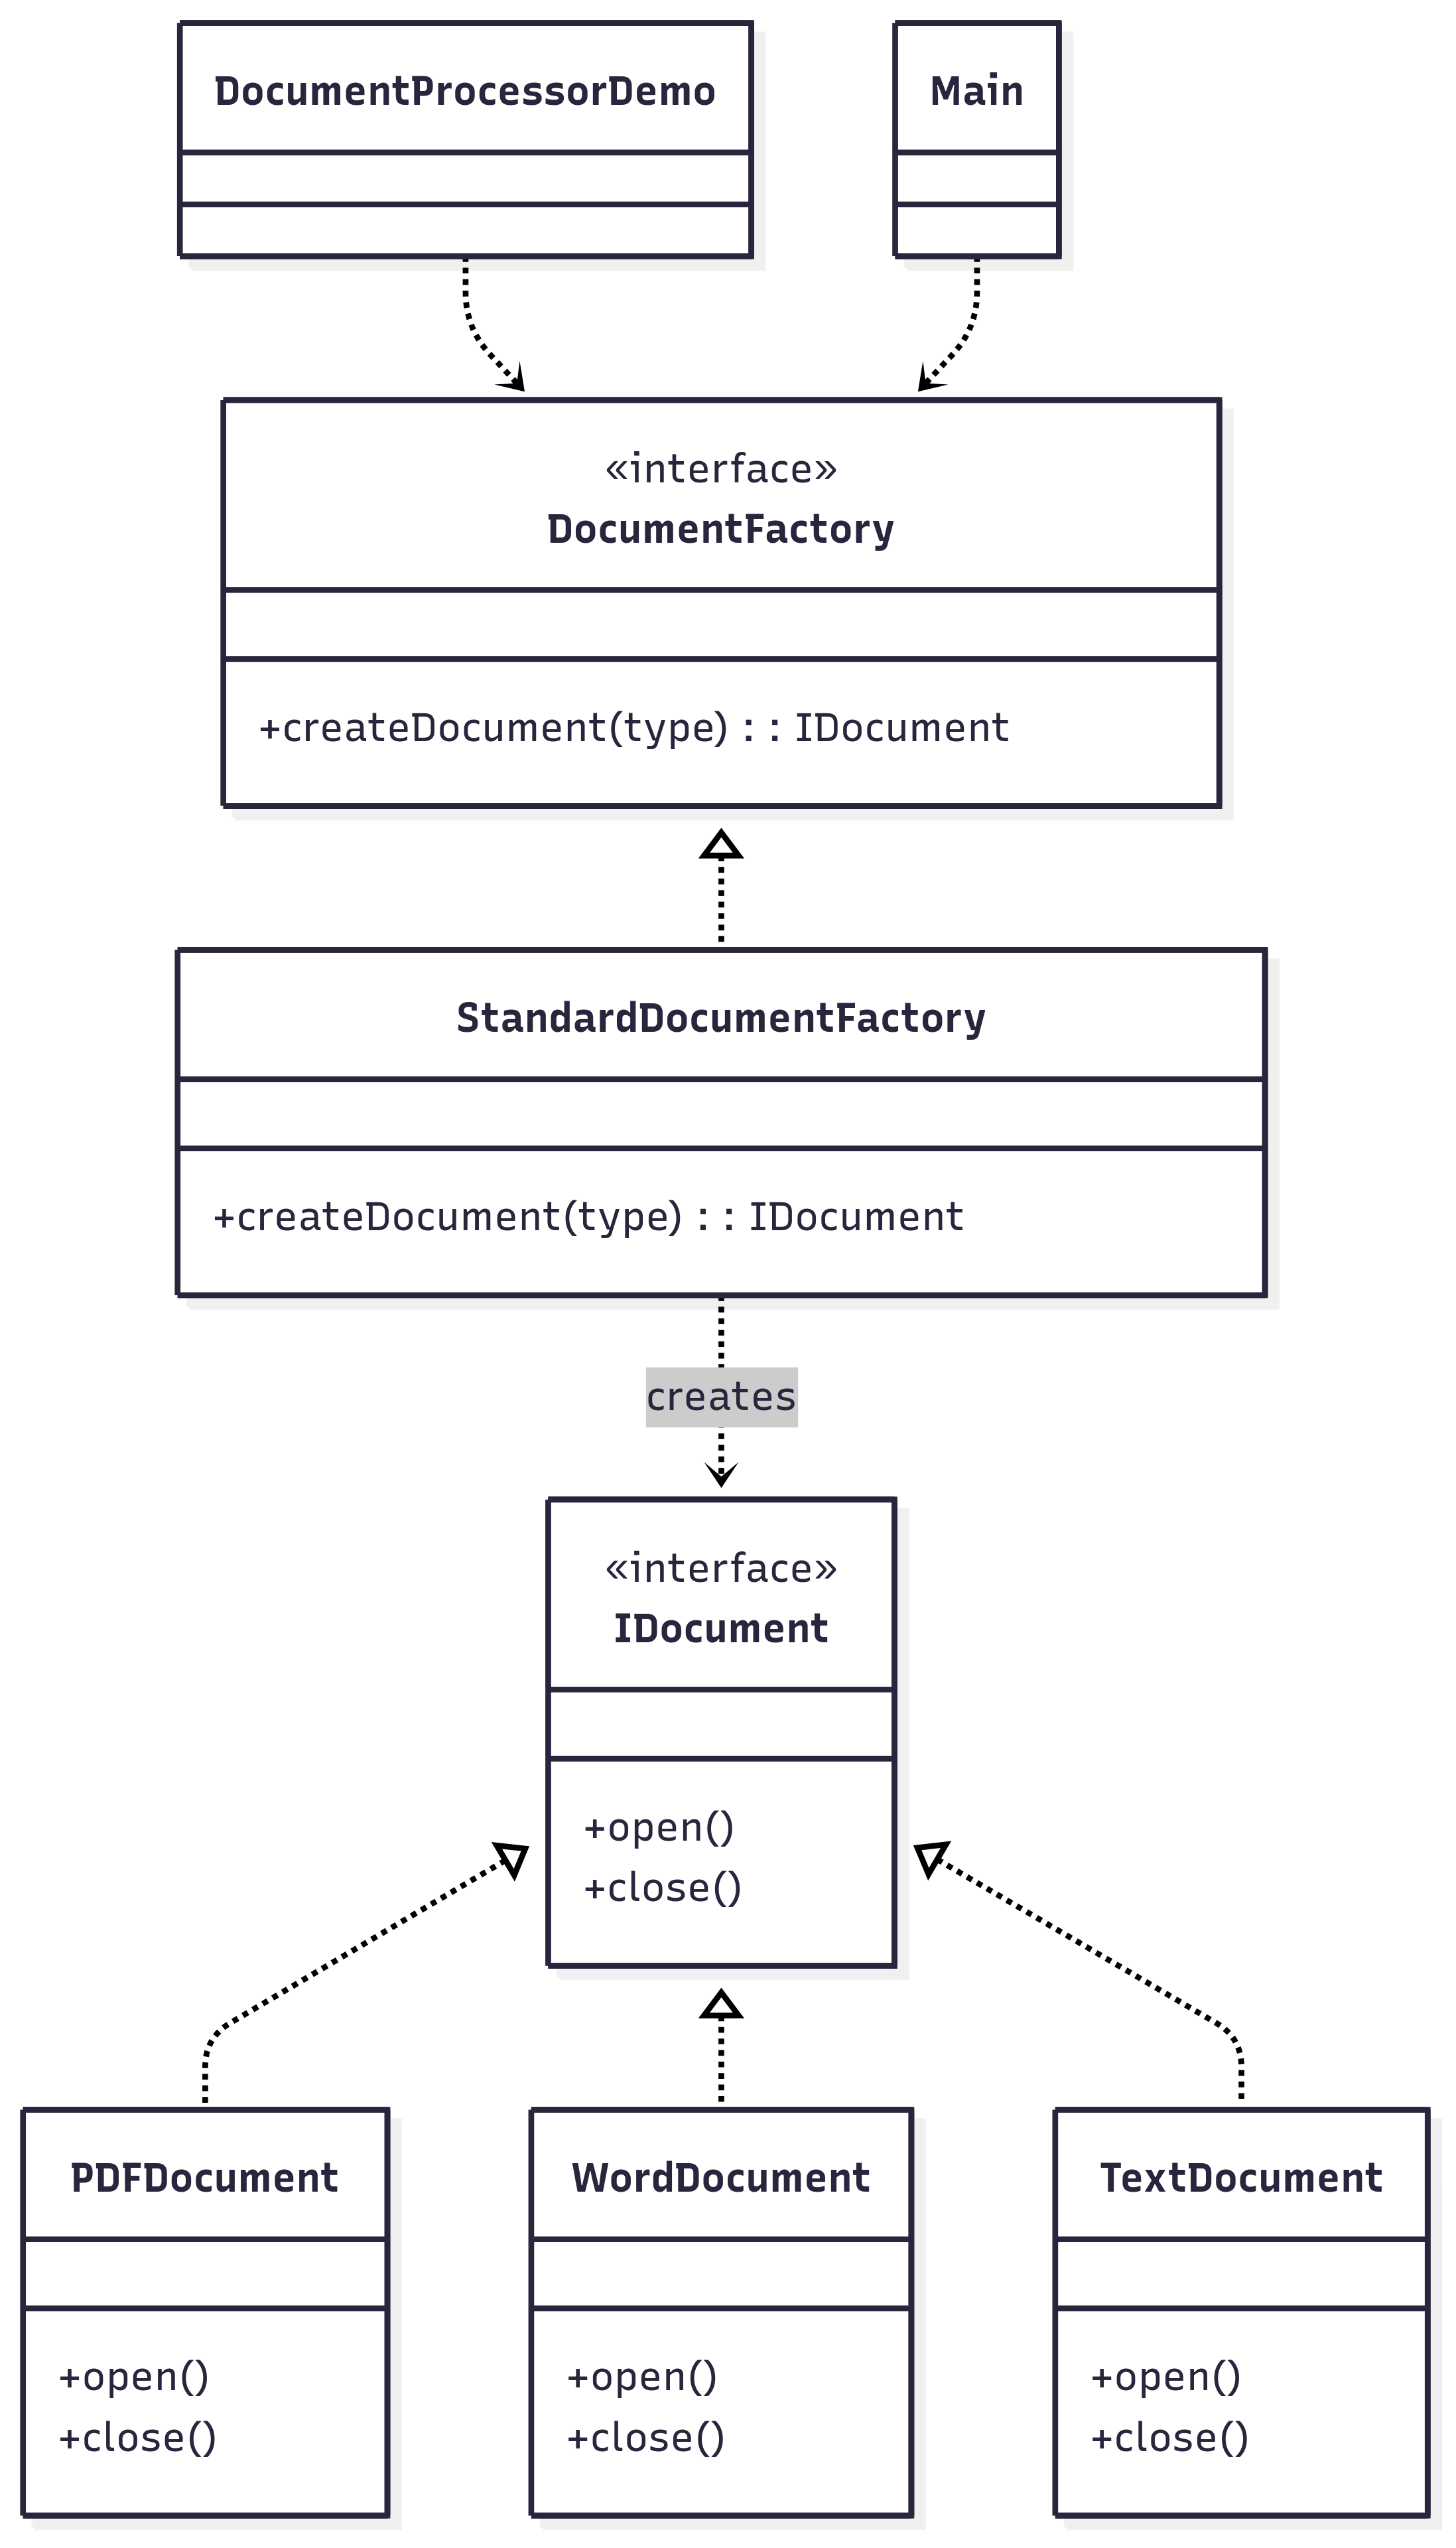 DocumentProcessorDemo
Main
«interface»
DocumentFactory
+createDocument(type) : : IDocument
StandardDocumentFactory
+createDocument(type) : : IDocument
creates
«interface»
IDocument
+open()
+close()
PDFDocument
+open()
+close()
WordDocument
+open()
+close()
TextDocument
+open()
+close()